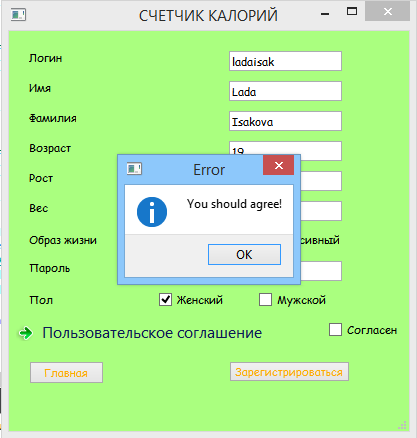 СЧЕТЧИК КАЛОРИЙ
Логин ladaisak
Имя Lada
Фамилия Isakova
Возраст 19
Error
Рост
You should agree!
Вес
Образ жизни сивный
OK
Пароль
Пол Женский Мужской
Пользовательское соглашение Согласен
Главная Зарегистрироваться